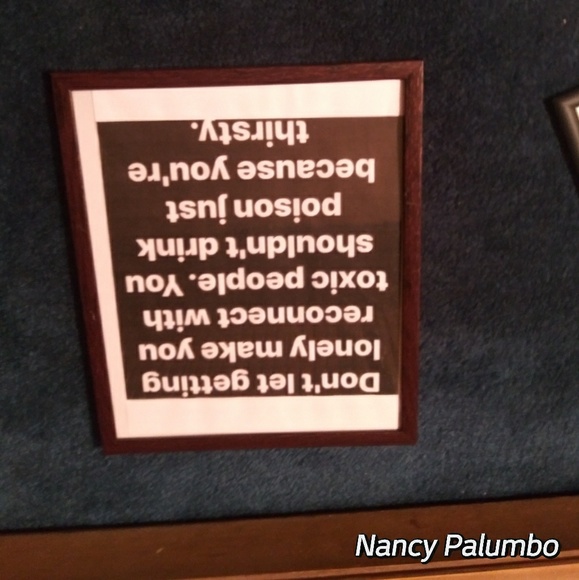 Don't let getting
lonely make you
reconnect with
toxic people. You
shouldn't drink
poison just
because you're
thirsty.
Nancy Palumbo